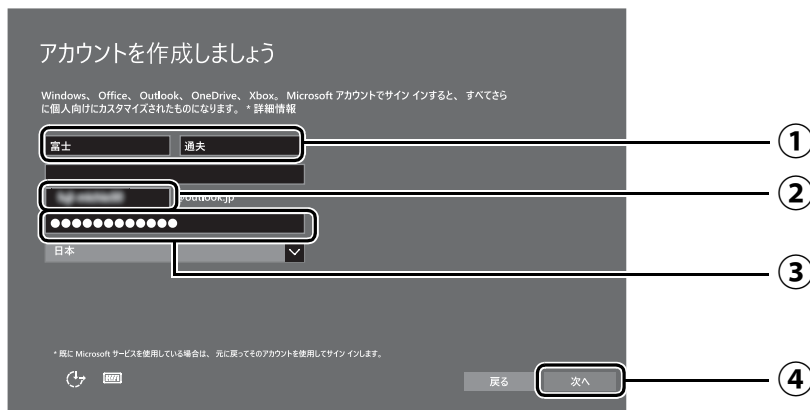 アカウントを作成しましょう
Windows、 Office、 Outlook、 OneDrive、 Xbox。 Microsoft アカウントでサイン インすると、 すべてさら
に個人向けにカスタマイズされたものになります。 * 詳細情報
富士 通夫
①
@outlook.jp
②
●●●●●●●●●●●●
日本
③
* 既に Microsoft サービスを使用している場合は、 元に戻ってそのアカウントを使用してサイン インします。
戻る 次へ
④